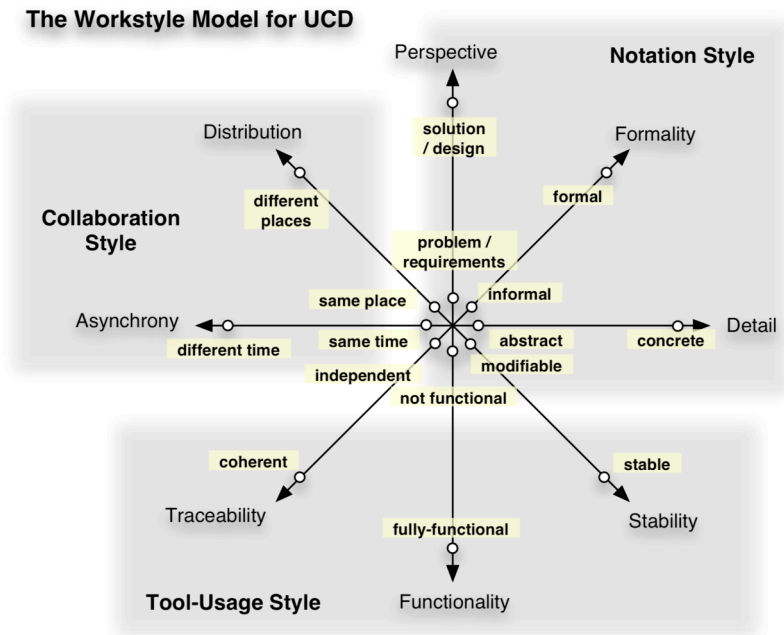 The Workstyle Model for UCD
Perspective
Notation Style
solution
/ design
Distribution
Formality
different
places
formal
Collaboration
Style
problem /
requirements
same place
informal
Asynchrony
Detail
different time
same time
abstract
concrete
independent
modifiable
not functional
coherent
stable
Traceability
Stability
fully-functional
Tool-Usage Style
Functionality